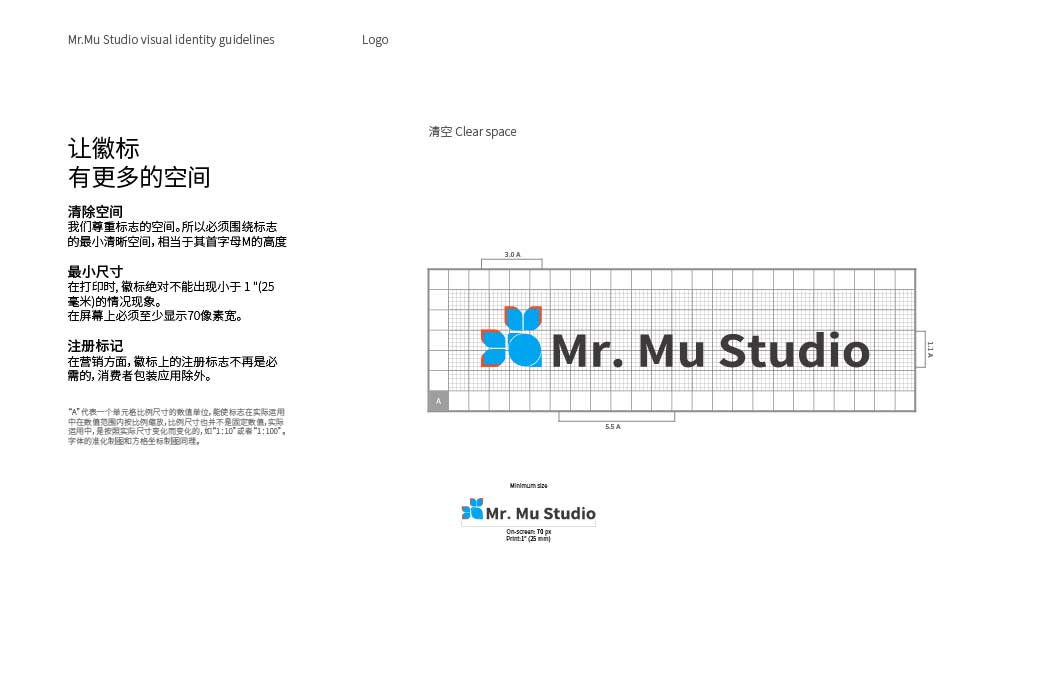 Mr.Mu Studio visual identity guidelines
Logo
让徽标
有更多的空间
清除空间
我们尊重标志的空间。所以必须围绕标志
的最小清晰空间, 相当于其首字母M的高度
最小尺寸
在打印时, 徽标绝对不能出现小于 1 "(25
毫米)的情况现象。
在屏幕上必须至少显示70像素宽。
注册标记
在营销方面, 徽标上的注册标志不再是必
需的, 消费者包装应用除外。
"A" 代表一个单元格比例尺寸的数值单位, 能使标志在实际运用
中在数值范围内按比例缩放, 比例尺寸也并不是固定数值, 实际
运用中, 是按照实际尺寸变化而变化的, 如"1:10"或者"1:100"。
字体的准化制图和方格坐标制图同理。
清空 Clear space
3.0 A
Mr. Mu Studio
1.1 A
A
5.5 A
Minimum size
Mr. Mu Studio
On-screen: 70 px
Print:1" (25 mm)